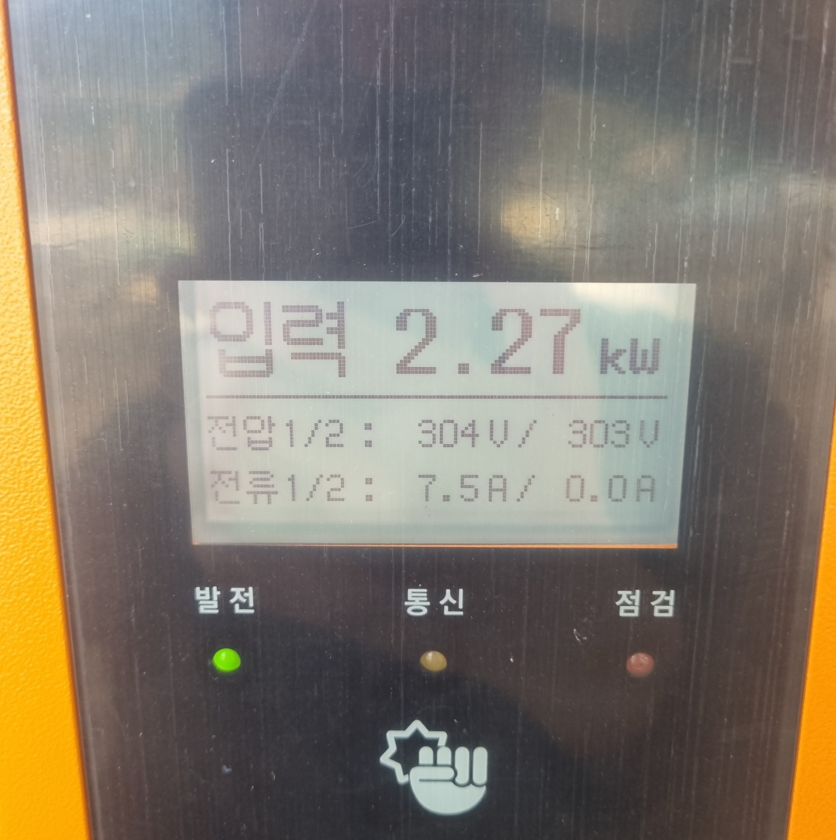 입력 2.27 kW
전압1/2 : 304V/ 303V
전류1/2 : 7.5A/ 0.0A
발전 통신 점검